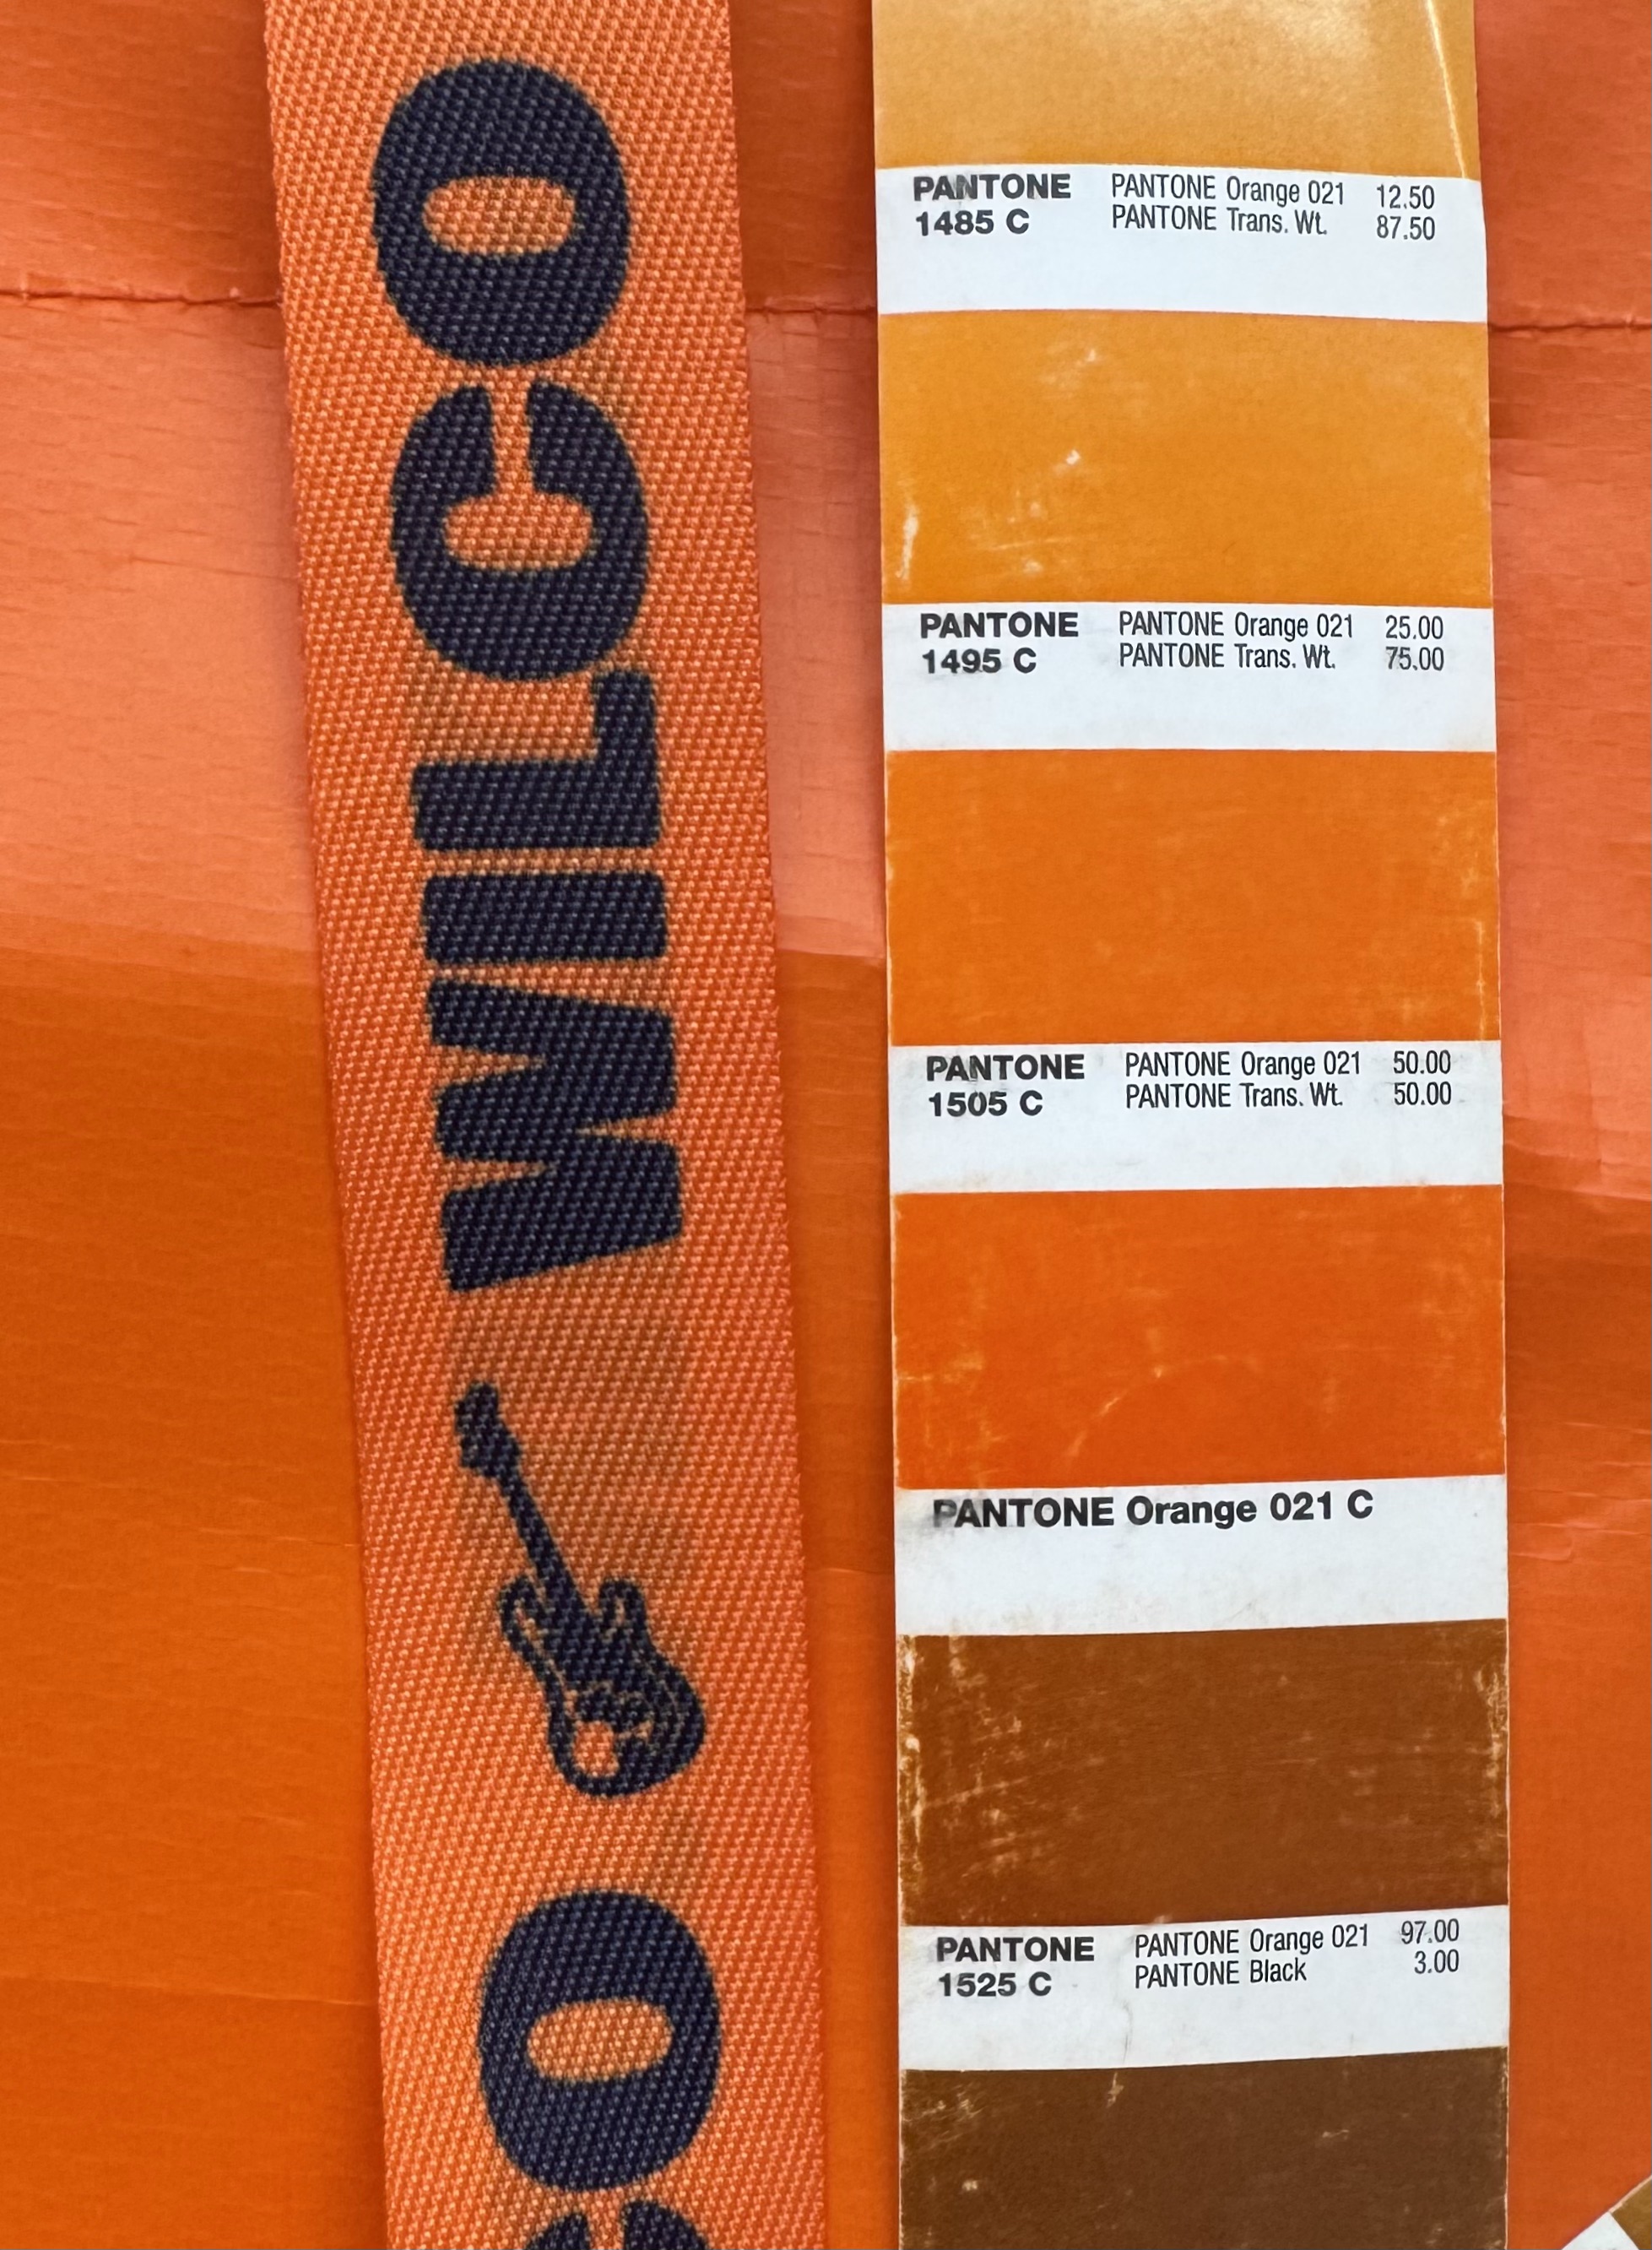 WILCO
CO
PANTONE
1485 C
PANTONE Orange 021 12.50
PANTONE Trans. Wt. 87.50
PANTONE
1495 C
PANTONE Orange 021 25.00
PANTONE Trans. Wt. 75.00
PANTONE
1505 C
PANTONE Orange 021 50.00
PANTONE Trans. Wt. 50.00
PANTONE Orange 021 C
PANTONE
1525 C
PANTONE Orange 021 97.00
PANTONE Black 3.00